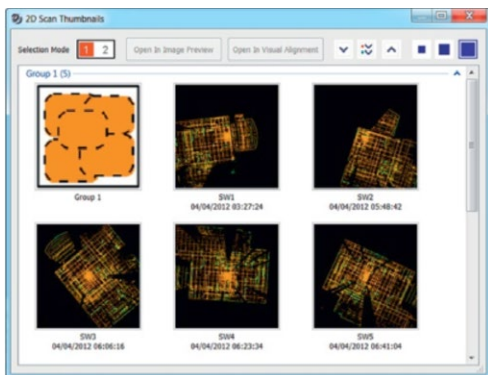 2D Scan Thumbnails
Selection Mode 1 2 Open In Image Preview Open In Visual Alignment
Group 1 (5)
Group 1 SW1 SW2
04/04/2012 03:27:24 04/04/2012 05:48:42
SW3 SW4 SW5
04/04/2012 06:06:16 04/04/2012 06:23:34 04/04/2012 06:41:04